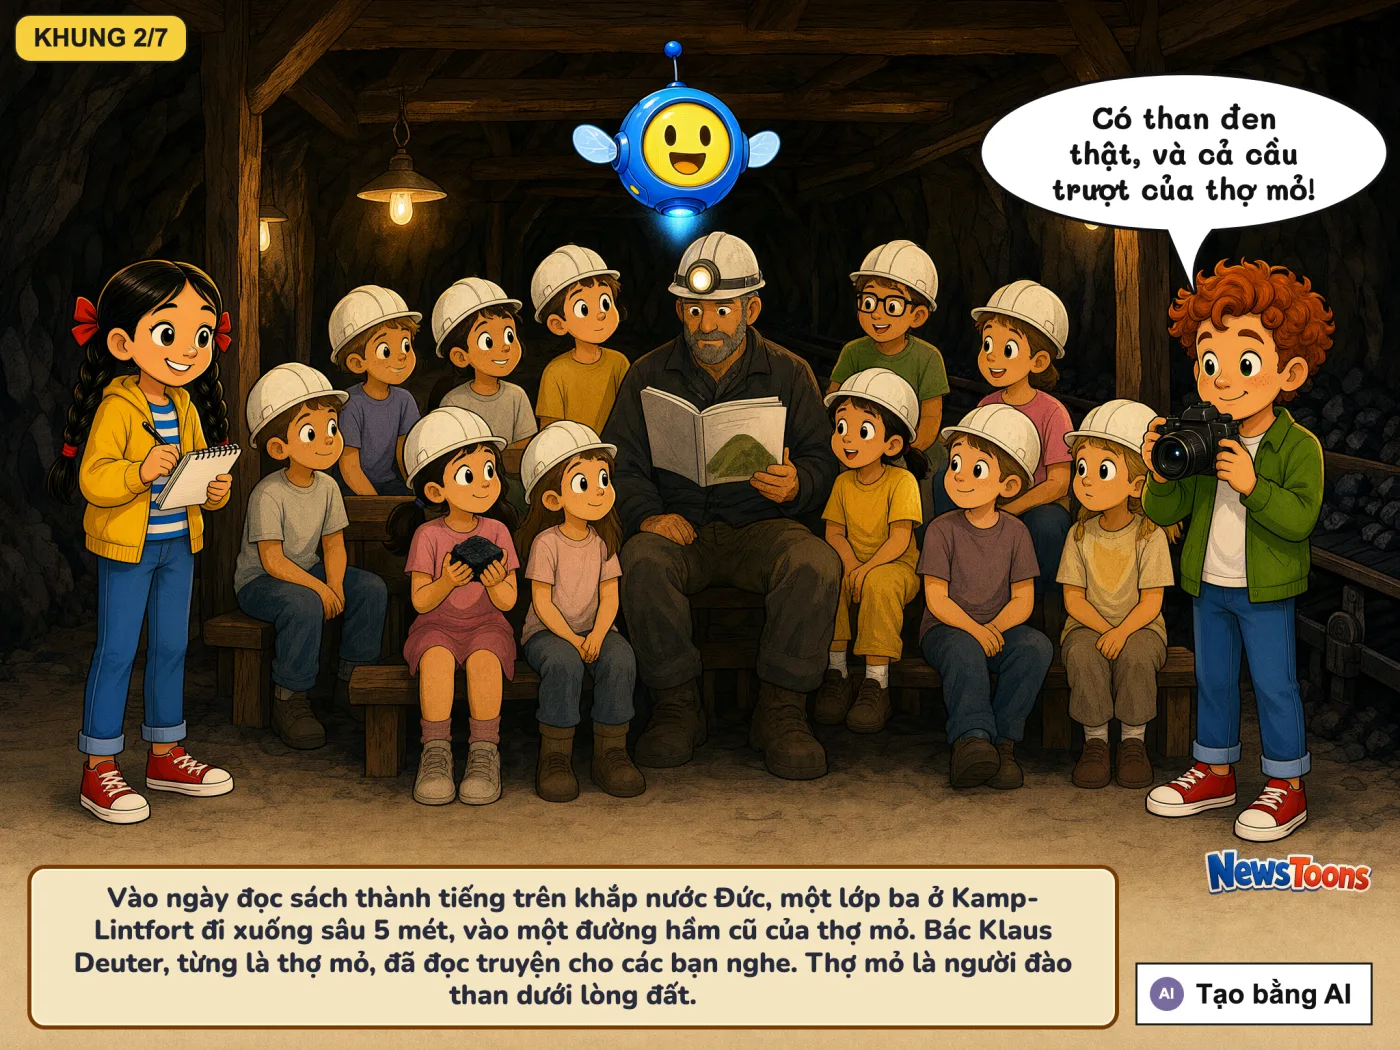 KHUNG 2/7
Có than đen
thật, và cả cầu
trượt của thợ mỏ!
Vào ngày đọc sách thành tiếng trên khắp nước Đức, một lớp ba ở Kamp-
Lintfort đi xuống sâu 5 mét, vào một đường hầm cũ của thợ mỏ. Bác Klaus
Deuter, từng là thợ mỏ, đã đọc truyện cho các bạn nghe. Thợ mỏ là người đào
than dưới lòng đất.
NEWSTOONS
AI Tạo bằng AI